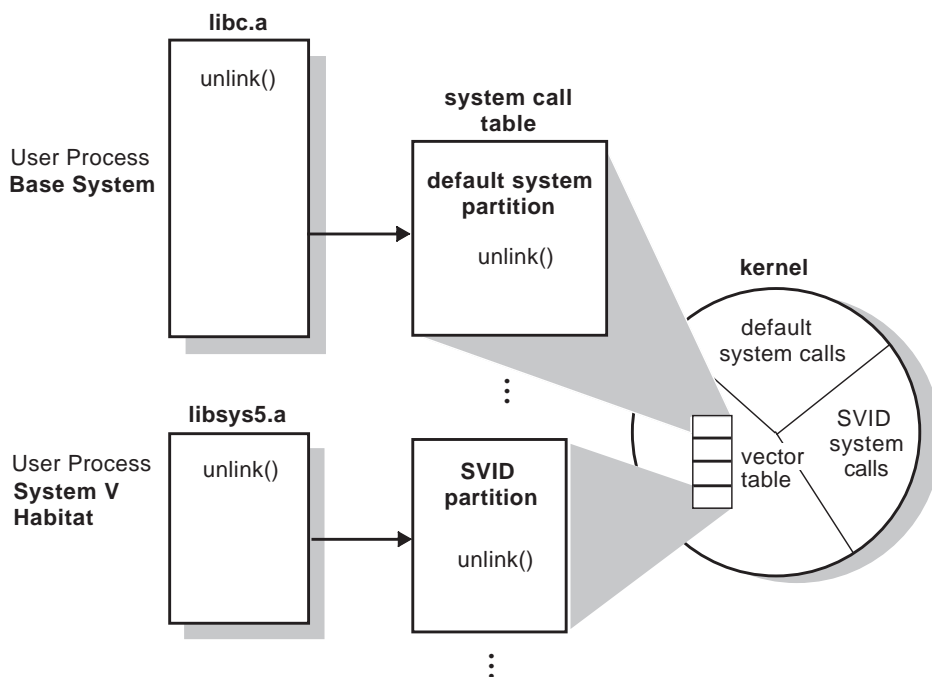 libc.a
unlink()
User Process
Base System
system call
table
default system
partition
unlink()
kernel
default
system calls
SVID
system
calls
vector
table
libsys5.a
unlink()
User Process
System V
Habitat
SVID
partition
unlink()